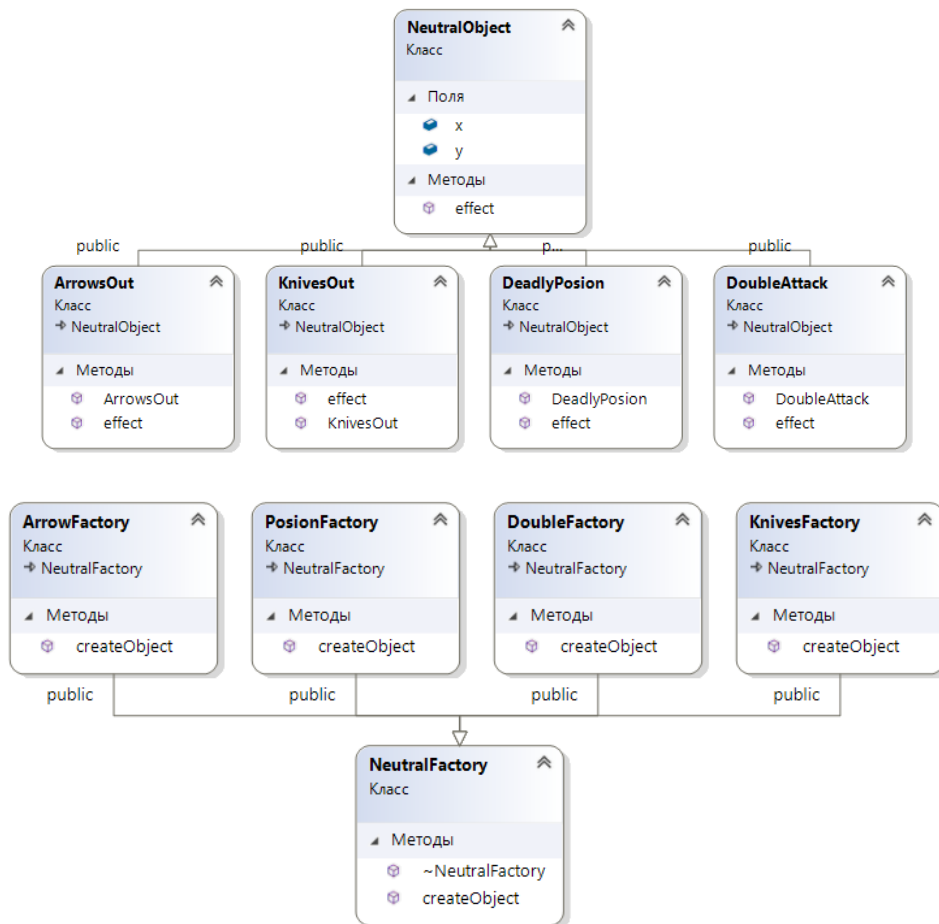 NeutralObject
Класс
Поля
x
y
Методы
effect
public
public
p...
public
ArrowsOut
Класс
NeutralObject
Методы
ArrowsOut
effect
KnivesOut
Класс
NeutralObject
Методы
effect
KnivesOut
DeadlyPosion
Класс
NeutralObject
Методы
DeadlyPosion
effect
DoubleAttack
Класс
NeutralObject
Методы
DoubleAttack
effect
ArrowFactory
Класс
NeutralFactory
Методы
createObject
PosionFactory
Класс
NeutralFactory
Методы
createObject
DoubleFactory
Класс
NeutralFactory
Методы
createObject
KnivesFactory
Класс
NeutralFactory
Методы
createObject
public
public
public
public
NeutralFactory
Класс
Методы
~NeutralFactory
createObject